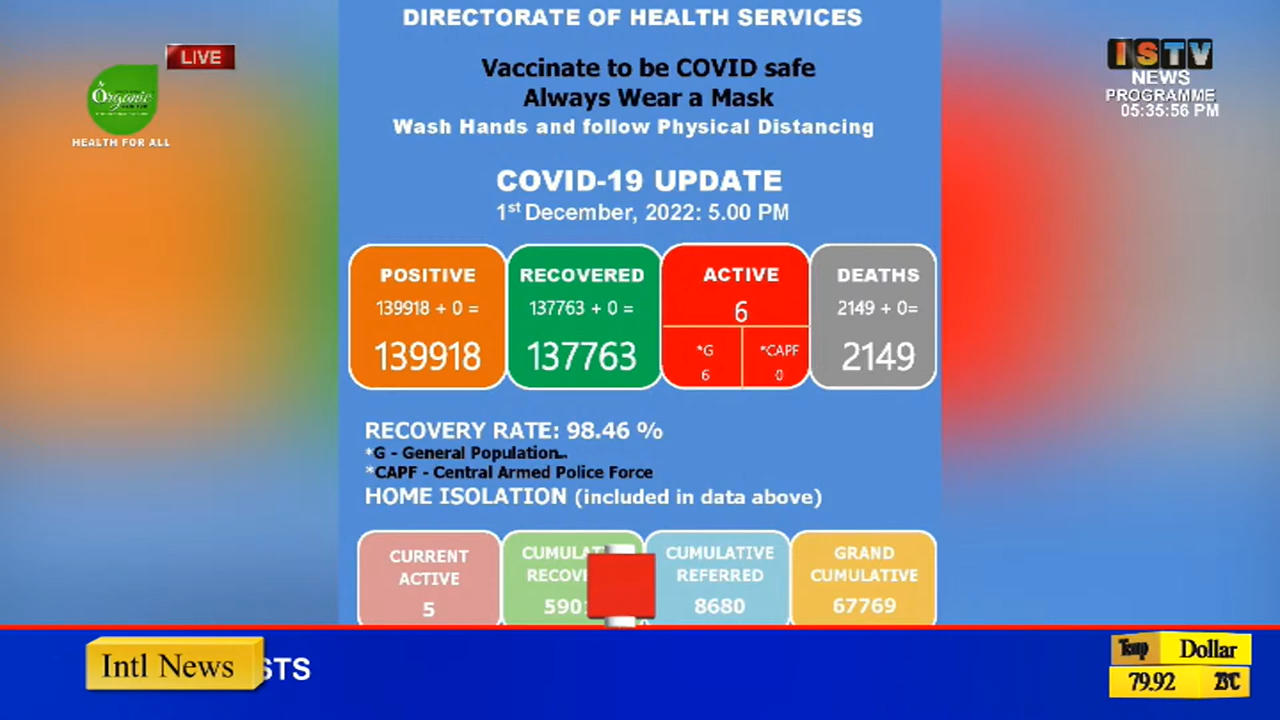 DIRECTORATE OF HEALTH SERVICES
LIVE
Organic
HEALTH FOR ALL
ISTV
NEWS
PROGRAMME
05:35:56 PM
Vaccinate to be COVID safe
Always Wear a Mask
Wash Hands and follow Physical Distancing
COVID-19 UPDATE
1st December, 2022: 5.00 PM
POSITIVE
139918 + 0 =
139918
RECOVERED
137763 + 0 =
137763
ACTIVE
6
*G
6
*CAPF
0
DEATHS
2149 + 0=
2149
RECOVERY RATE: 98.46 %
*G - General Population..
*CAPF - Central Armed Police Force
HOME ISOLATION (included in data above)
CURRENT
ACTIVE
5
CUMULATIVE
REFERRED
8680
GRAND
CUMULATIVE
67769
Intl News
STS
Temp Dollar
79.92 23°C